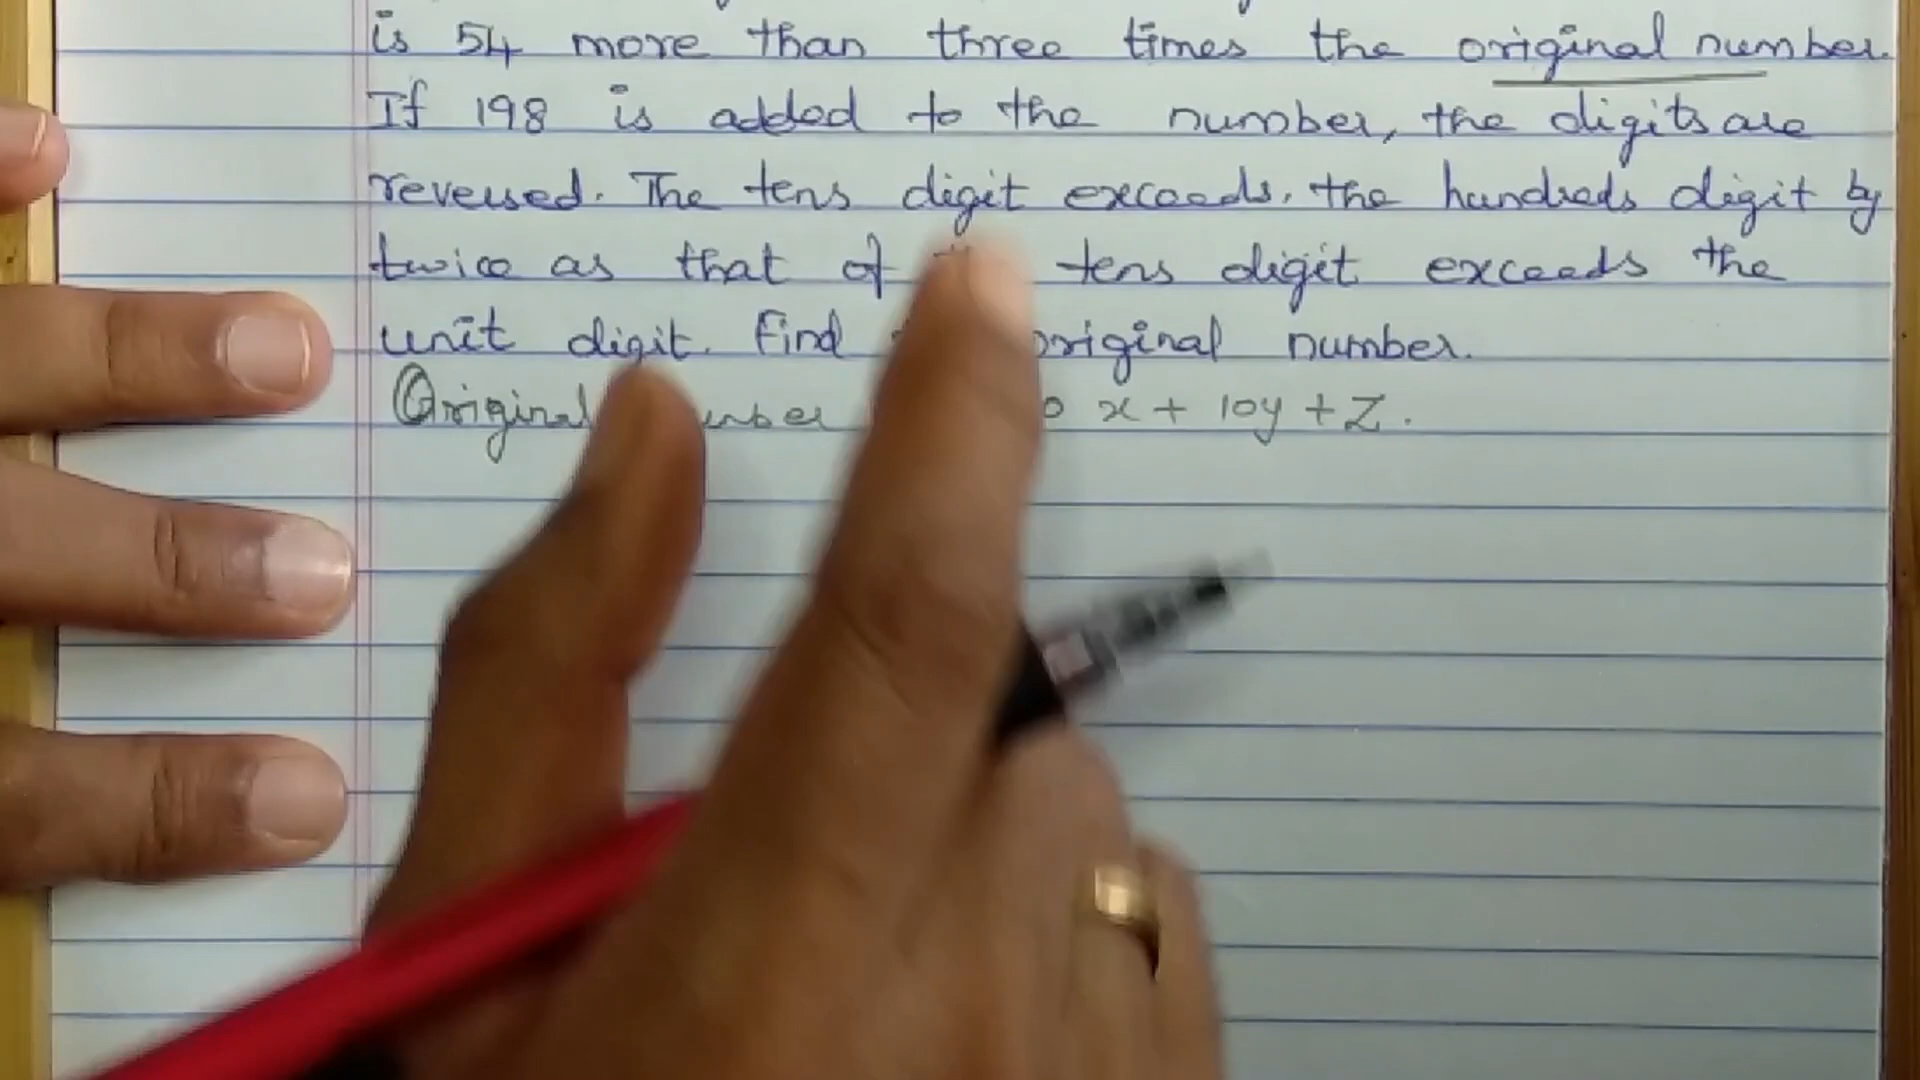 is 54 more than three times the original number.
If 198 is added to the number, the digits are
reversed. The tens digit exceeds the hundreds digit by
twice as that of tens digit exceeds the
unit digit. Find original number.
Original x + 10y + Z.